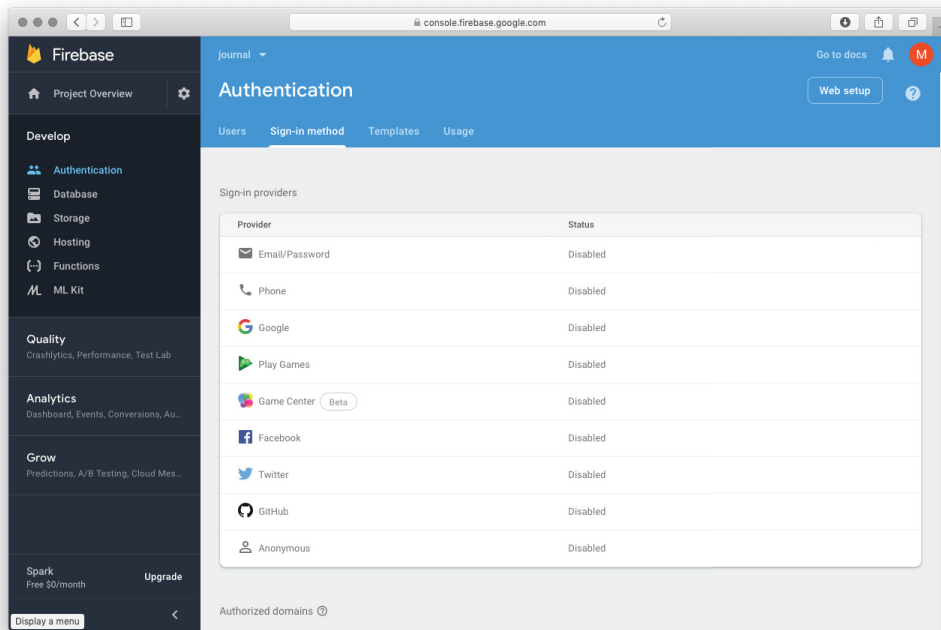 console.firebase.google.com
Firebase
Project Overview
Develop
Authentication
Database
Storage
Hosting
Functions
ML Kit
Quality
Crashlytics, Performance, Test Lab
Analytics
Dashboard, Events, Conversions, Au...
Grow
Predictions, A/B Testing, Cloud Mes...
Spark
Free $0/month
Upgrade
Display a menu
journal
Go to docs
M
Authentication
Web setup
?
Users Sign-in method Templates Usage
Sign-in providers
Provider Status
Email/Password Disabled
Phone Disabled
Google Disabled
Play Games Disabled
Game Center Beta Disabled
Facebook Disabled
Twitter Disabled
GitHub Disabled
Anonymous Disabled
Authorized domains ?